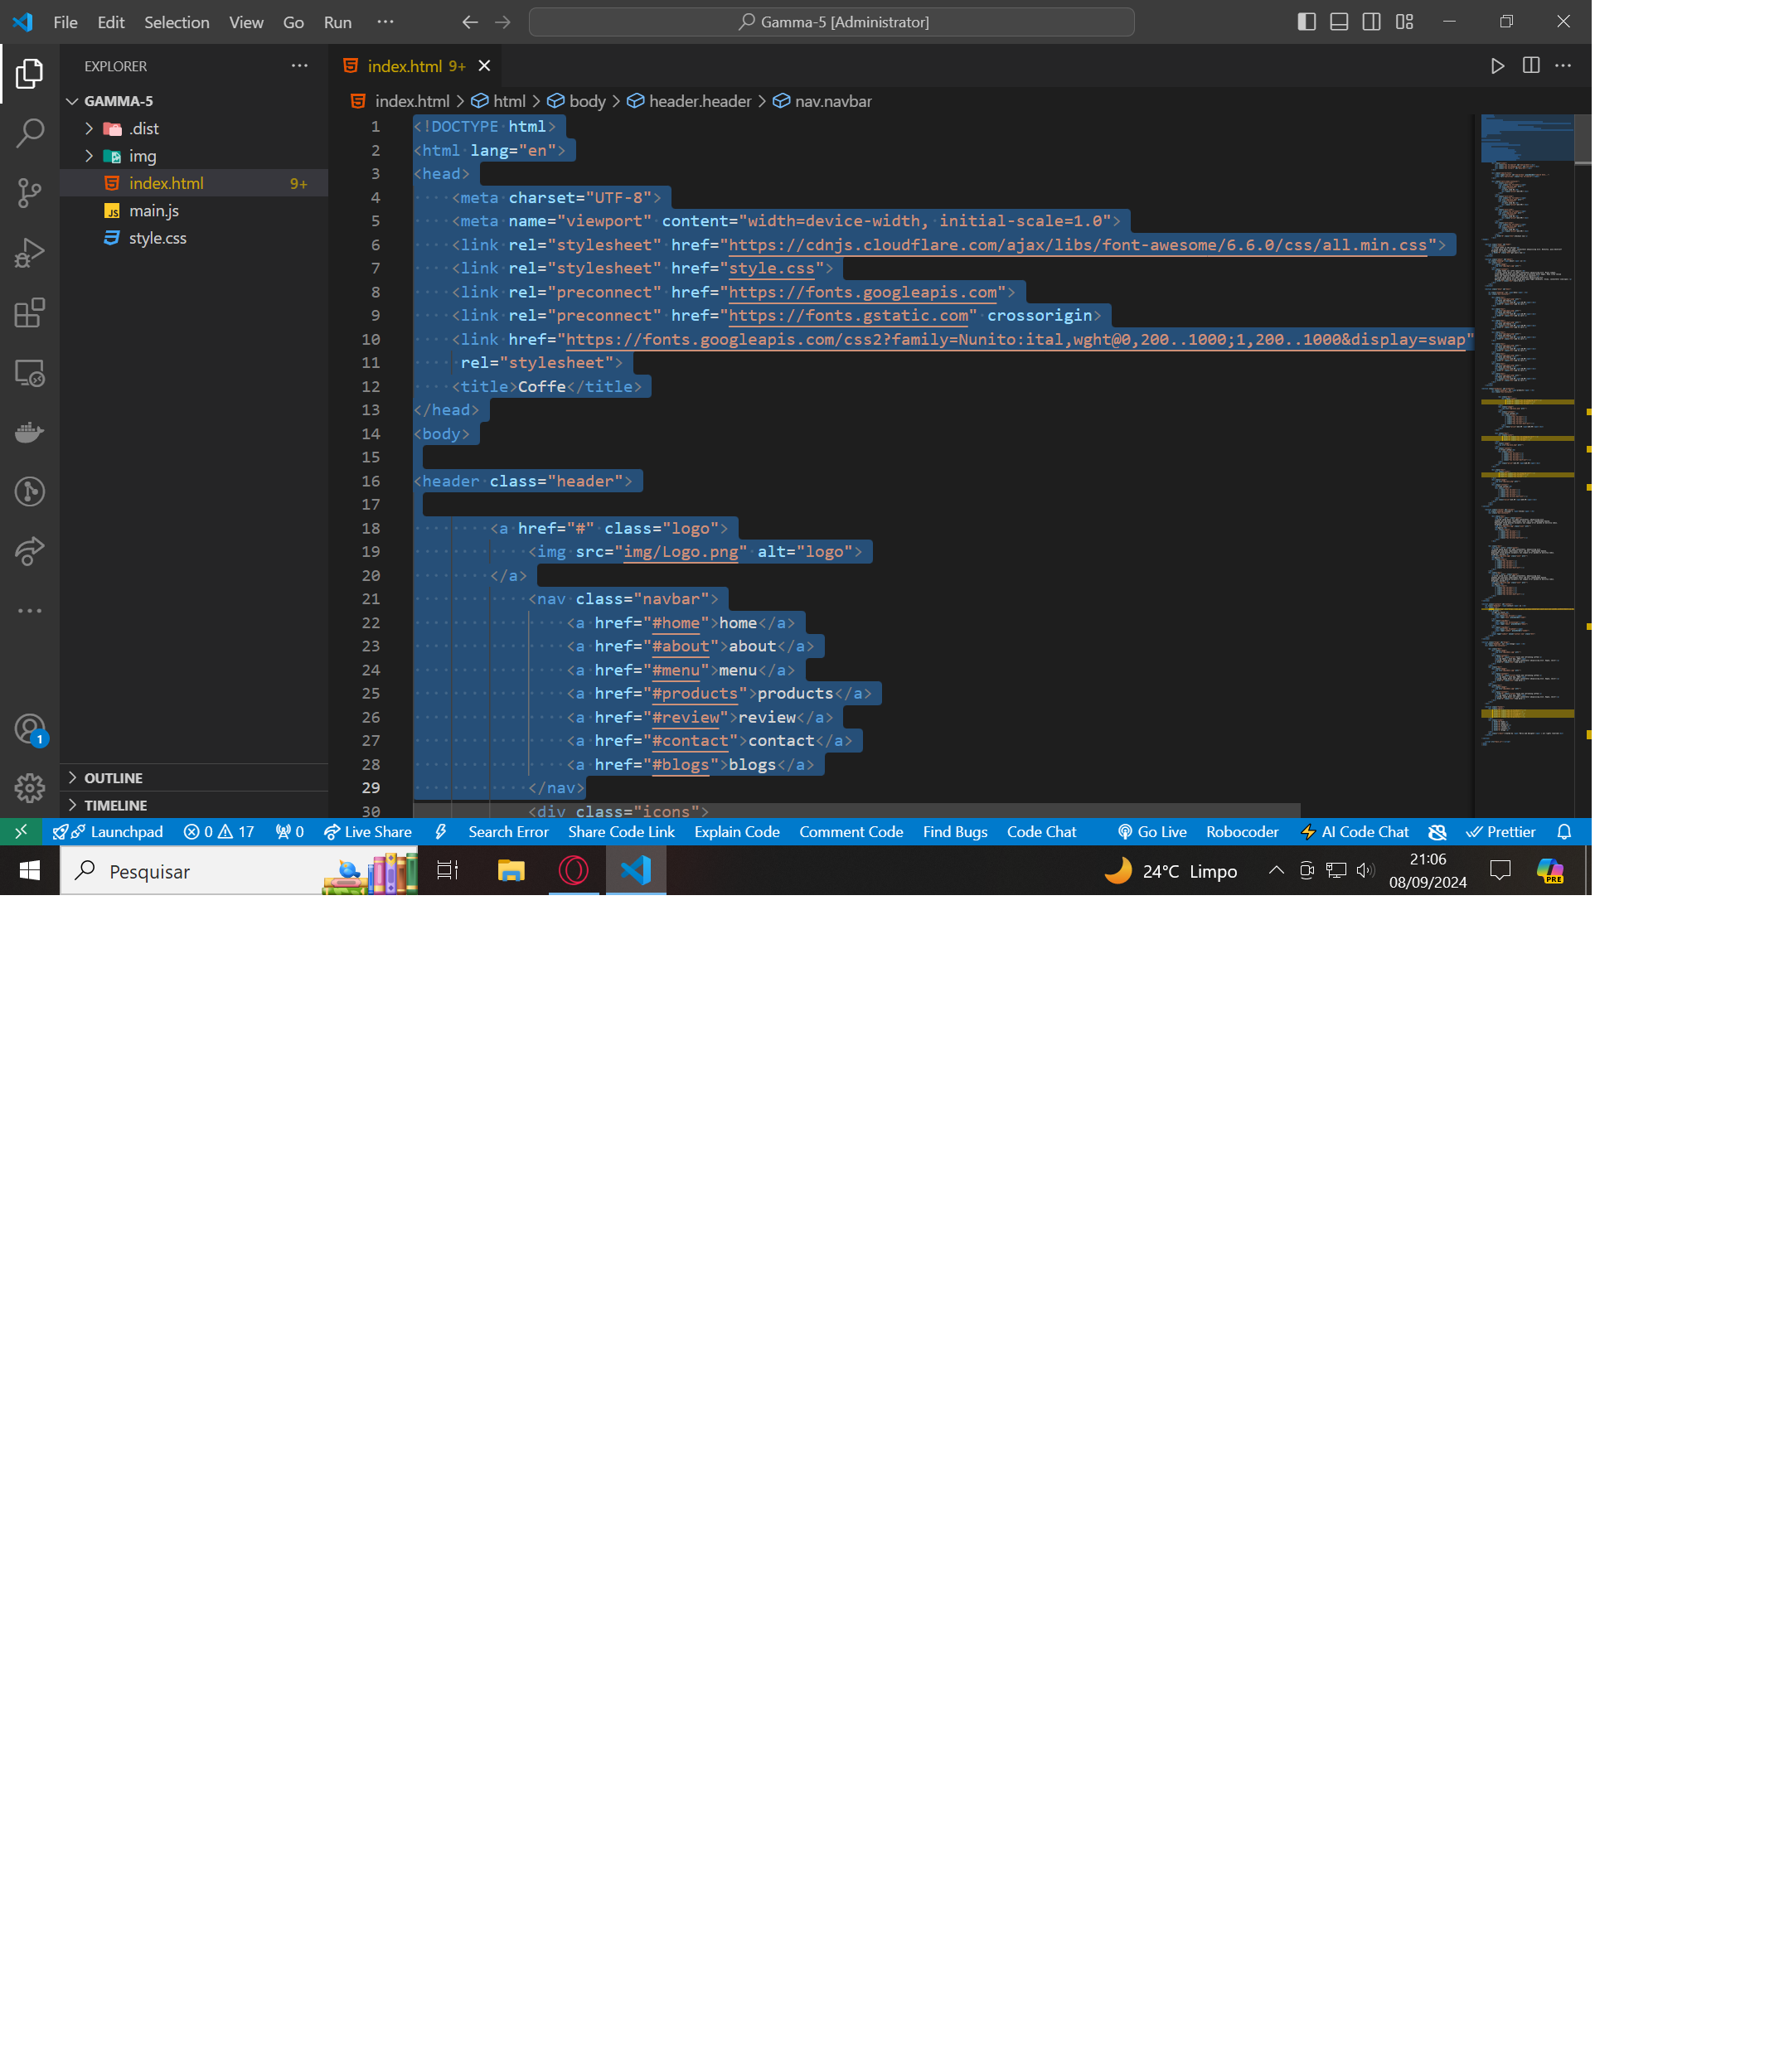 File Edit Selection View Go Run ··· Gamma-5 [Administrator]
EXPLORER ···
GAMMA-5
.dist
img
index.html 9+
main.js
style.css
OUTLINE
TIMELINE
index.html 9+
index.html > html > body > header.header > nav.navbar
1 <!DOCTYPE html>
2 <html lang="en">
3 <head>
4 <meta charset="UTF-8">
5 <meta name="viewport" content="width=device-width, initial-scale=1.0">
6 <link rel="stylesheet" href="https://cdnjs.cloudflare.com/ajax/libs/font-awesome/6.6.0/css/all.min.css">
7 <link rel="stylesheet" href="style.css">
8 <link rel="preconnect" href="https://fonts.googleapis.com">
9 <link rel="preconnect" href="https://fonts.gstatic.com" crossorigin>
10 <link href="https://fonts.googleapis.com/css2?family=Nunito:ital,wght@0,200..1000;1,200..1000&display=swap"
11 rel="stylesheet">
12 <title>Coffe</title>
13 </head>
14 <body>
15
16 <header class="header">
17
18 <a href="#" class="logo">
19 <img src="img/Logo.png" alt="logo">
20 </a>
21 <nav class="navbar">
22 <a href="#home">home</a>
23 <a href="#about">about</a>
24 <a href="#menu">menu</a>
25 <a href="#products">products</a>
26 <a href="#review">review</a>
27 <a href="#contact">contact</a>
28 <a href="#blogs">blogs</a>
29 </nav>
30 <div class="icons">
1
Launchpad 0 17 0 Live Share Search Error Share Code Link Explain Code Comment Code Find Bugs Code Chat Go Live Robocoder AI Code Chat Prettier
Pesquisar 24°C Limpo 21:06
08/09/2024
PRE